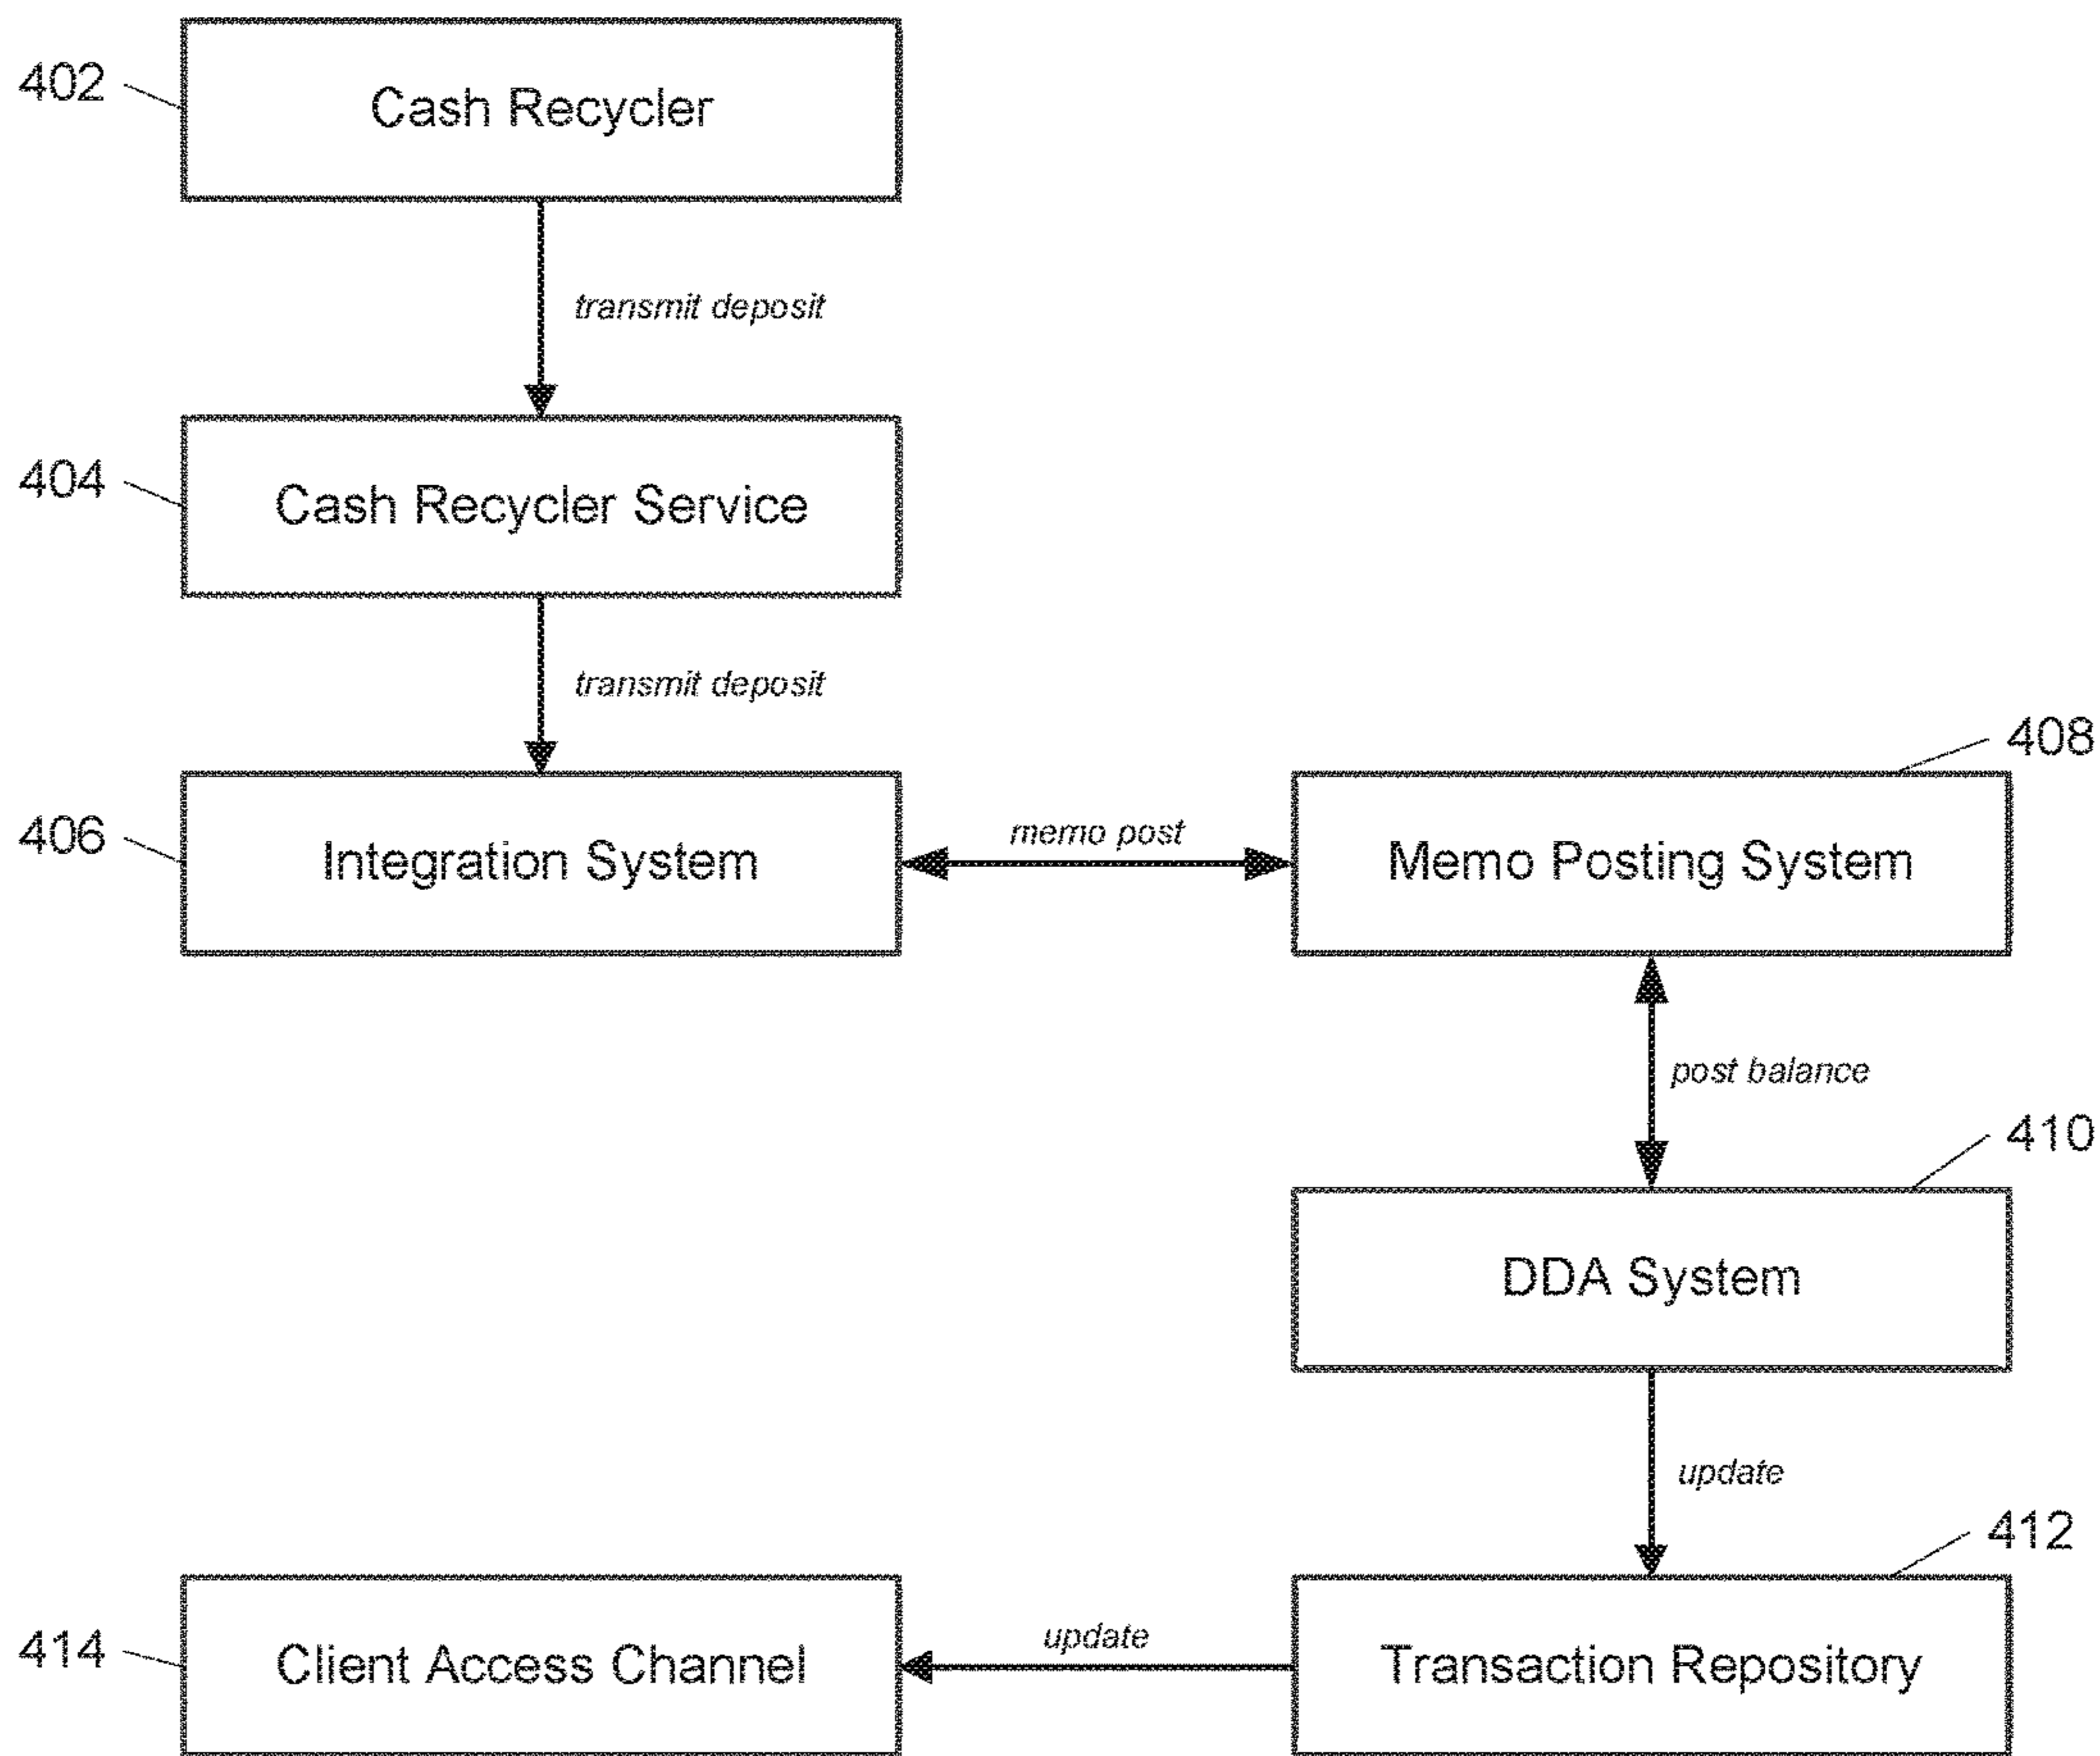 402
Cash Recycler
transmit deposit
404
Cash Recycler Service
transmit deposit
406
Integration System
memo post
408
Memo Posting System
post balance
410
DDA System
update
412
Transaction Repository
update
414
Client Access Channel